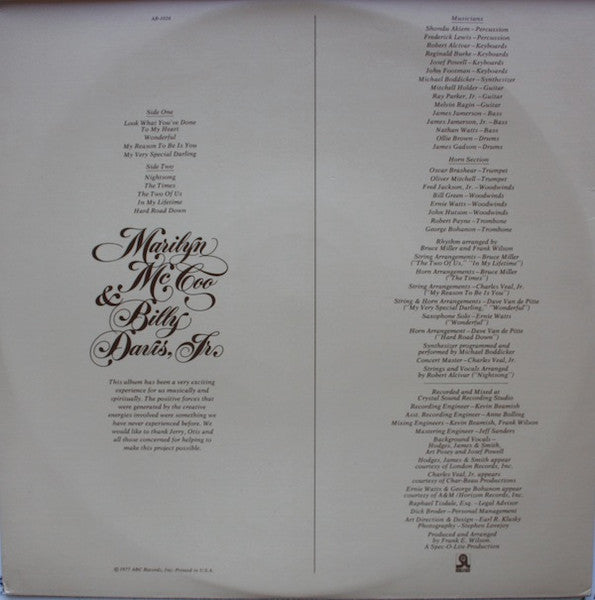 AB-1026
Side One
Look What You've Done
To My Heart
Wonderful
My Reason To Be Is You
My Very Special Darling
Side Two
Nightsong
The Times
The Two Of Us
In My Lifetime
Hard Road Down
Marilyn
Mc Coo
& Billy
Davis, Jr.
This album has been a very exciting
experience for us musically and
spiritually. The positive forces that
were generated by the creative
energies involved were something we
have never experienced before. We
would like to thank Jerry, Otis and
all those concerned for helping to
make this project possible.
©1977 ABC Records, Inc. Printed in U.S.A.
Musicians
Shondu Akiem–Percussion
Frederick Lewis–Percussion
Robert Alcivar–Keyboards
Reginald Burke–Keyboards
Josef Powell–Keyboards
John Footman–Keyboards
Michael Boddicker–Synthesizer
Mitchell Holder–Guitar
Ray Parker, Jr.–Guitar
Melvin Ragin–Guitar
James Jamerson–Bass
James Jamerson, Jr.–Bass
Nathan Watts–Bass
Ollie Brown–Drums
James Gadson–Drums
Horn Section
Oscar Brashear–Trumpet
Oliver Mitchell–Trumpet
Fred Jackson, Jr.–Woodwinds
Bill Green–Woodwinds
Ernie Watts–Woodwinds
John Hutson–Woodwinds
Robert Payne–Trombone
George Bohanon–Trombone
Rhythm arranged by
Bruce Miller and Frank Wilson
String Arrangements–Bruce Miller
("The Two Of Us," "In My Lifetime")
Horn Arrangements–Bruce Miller
("The Times")
String Arrangements–Charles Veal, Jr.
("My Reason To Be Is You")
String & Horn Arrangements–Dave Van de Pitte
("My Very Special Darling," "Wonderful")
Saxophone Solo–Ernie Watts
("Wonderful")
Horn Arrangement–Dave Van de Pitte
("Hard Road Down")
Synthesizer programmed and
performed by Michael Boddicker
Concert Master–Charles Veal, Jr.
Strings and Vocals Arranged
by Robert Alcivar ("Nightsong")
Recorded and Mixed at
Crystal Sound Recording Studio
Recording Engineer–Kevin Beamish
Asst. Recording Engineer–Anne Bolling
Mixing Engineers–Kevin Beamish, Frank Wilson
Mastering Engineer–Jeff Sanders
Background Vocals–
Hodges, James & Smith,
Art Posey and Josef Powell
Hodges, James & Smith appear
courtesy of London Records, Inc.
Charles Veal, Jr. appears
courtesy of Char-Beau Productions
Ernie Watts & George Bohanon appear
courtesy of A&M/Horizon Records, Inc.
Raphael Tisdale, Esq.–Legal Advisor
Dick Broder–Personal Management
Art Direction & Design–Earl R. Klasky
Photography–Stephen Lovejoy
Produced and Arranged
by Frank E. Wilson.
A Spec-O-Lite Production